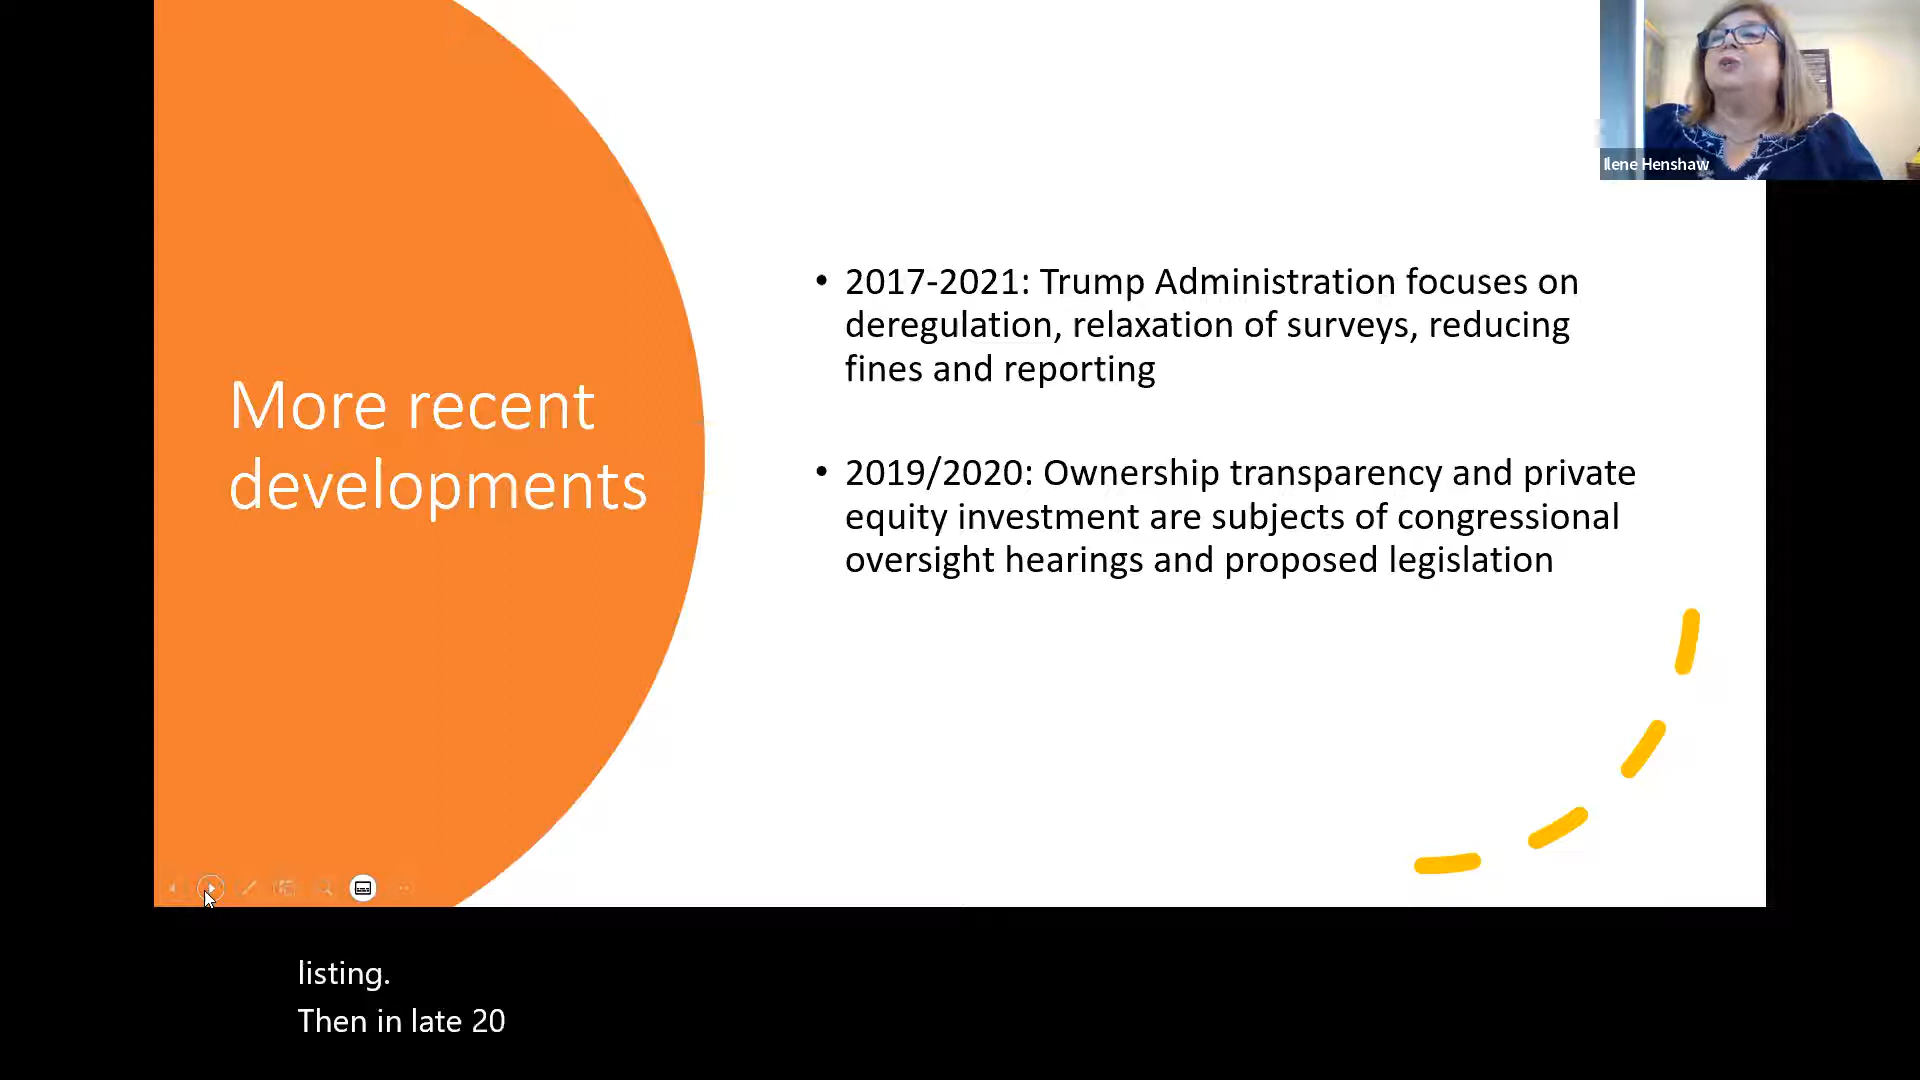 More recent
developments
• 2017-2021: Trump Administration focuses on
deregulation, relaxation of surveys, reducing
fines and reporting
• 2019/2020: Ownership transparency and private
equity investment are subjects of congressional
oversight hearings and proposed legislation
Ilene Henshaw
listing.
Then in late 20